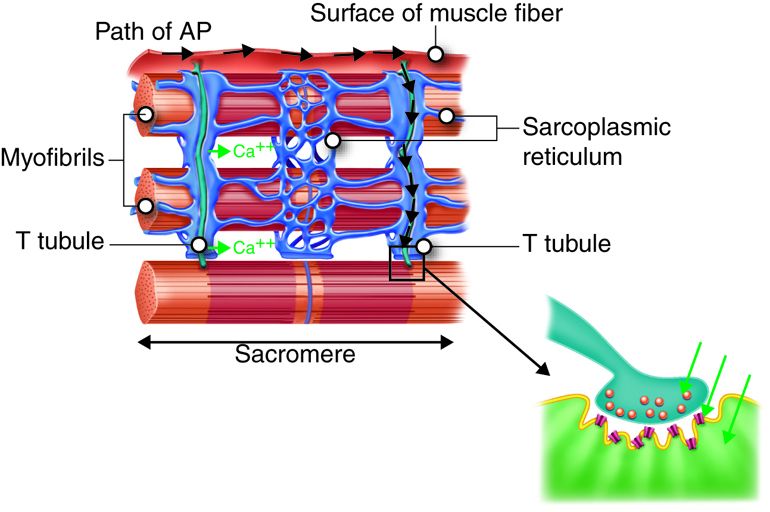 Surface of muscle fiber
Path of AP
Sarcoplasmic
reticulum
Myofibrils
Ca++
T tubule
Ca++
T tubule
Sacromere